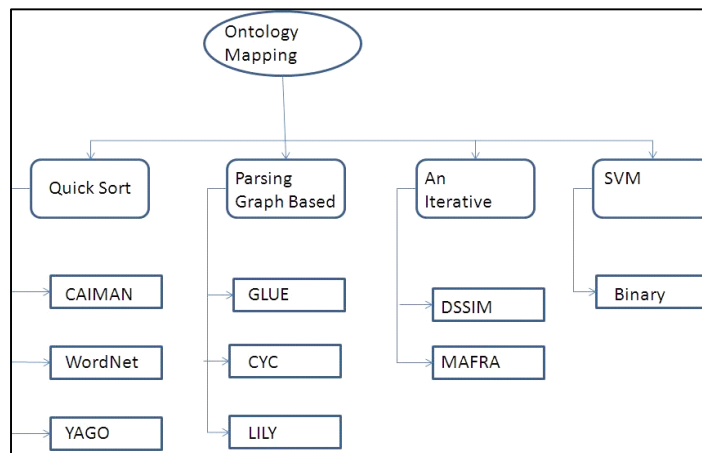 Ontology
Mapping
Quick Sort
Parsing
Graph Based
An
Iterative
SVM
CAIMAN
GLUE
DSSIM
Binary
WordNet
CYC
MAFRA
YAGO
LILY